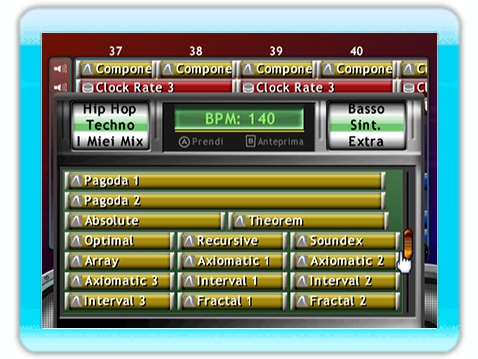 37 38 39 40
Compone Compone Compone Compone C
Clock Rate 3 Clock Rate 3
Hip Hop
Techno
I Miei Mix
BPM: 140
A Prendi B Anteprima
Basso
Sint.
Extra
Pagoda 1
Pagoda 2
Absolute Theorem
Optimal Recursive Soundex
Array Axiomatic 1 Axiomatic 2
Axiomatic 3 Interval 1 Interval 2
Interval 3 Fractal 1 Fractal 2